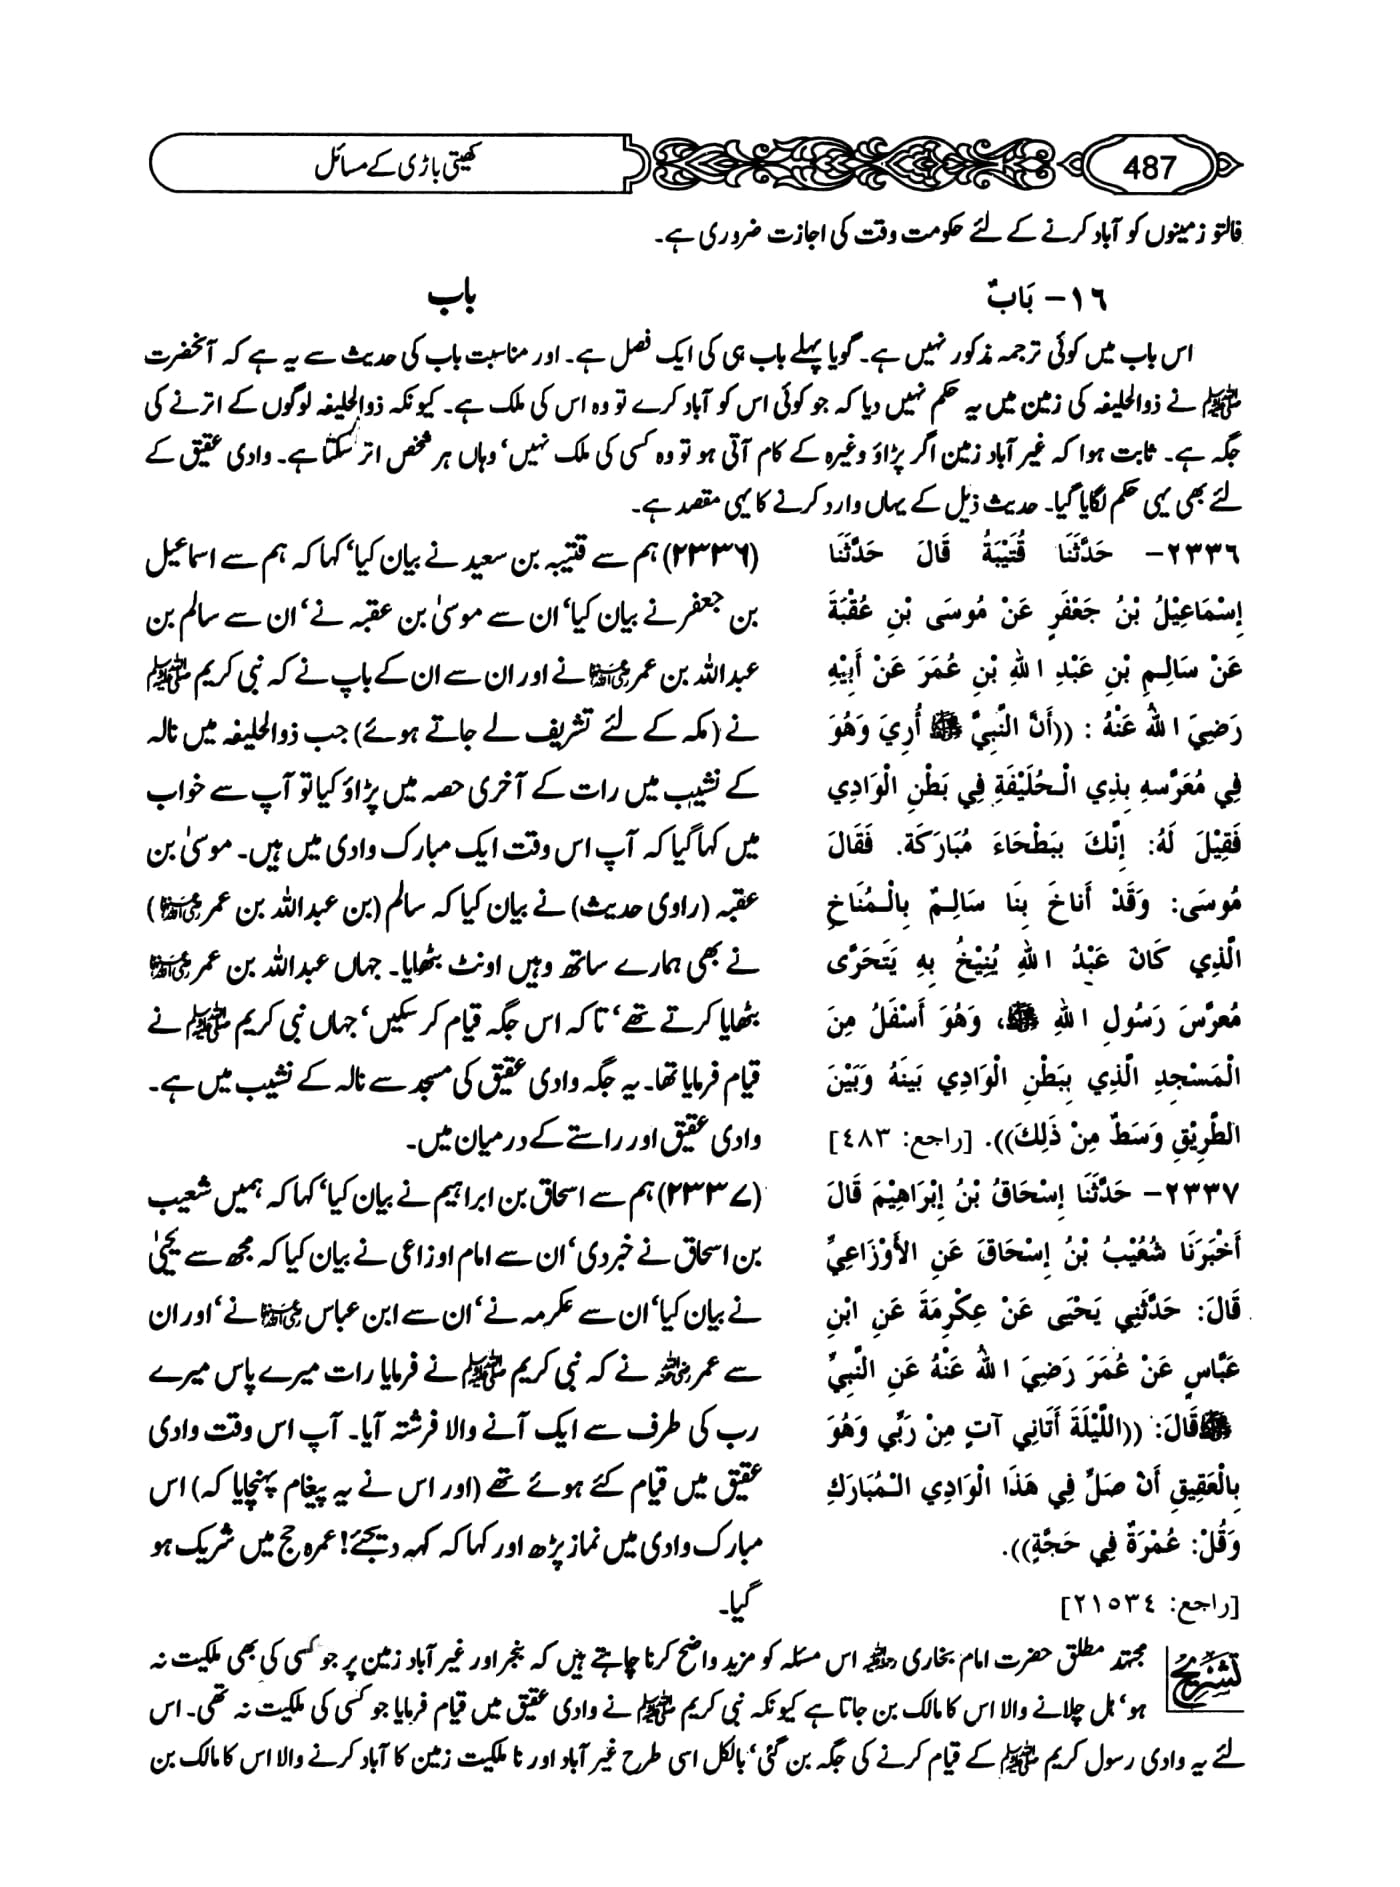 487
کھیتی باڑی کے مسائل
فالتو زمینوں کو آباد کرنے کے لئے حکومت وقت کی اجازت ضروری ہے۔
١٦- بَابٌ
باب
اس باب میں کوئی ترجمہ مذکور نہیں ہے۔ گویا پہلے باب ہی کی ایک فصل ہے۔ اور مناسبت باب کی حدیث سے یہ ہے کہ آنحضرت
ﷺ نے ذوالحلیفہ کی زمین میں یہ حکم نہیں دیا کہ جو کوئی اس کو آباد کرے تو وہ اس کی ملک ہے۔ کیونکہ ذوالحلیفہ لوگوں کے اترنے کی
جگہ ہے۔ ثابت ہوا کہ غیر آباد زمین اگر پڑاؤ وغیرہ کے کام آتی ہو تو وہ کسی کی ملک نہیں‘ وہاں ہر شخص اتر سکتا ہے۔ وادی عقیق کے
لئے بھی یہی حکم لگایا گیا۔ حدیث ذیل کے یہاں وارد کرنے کا یہی مقصد ہے۔
٢٣٣٦- حَدَّثَنَا قُتَيْبَةُ قَالَ حَدَّثَنَا
إِسْمَاعِيْلُ بْنُ جَعْفَرٍ عَنْ مُوسَى بْنِ عُقْبَةَ
عَنْ سَالِمِ بْنِ عَبْدِ اللهِ بْنِ عُمَرَ عَنْ أَبِيْهِ
رَضِيَ اللهُ عَنْهُ : ((أَنَّ النَّبِيَّ ﷺ أُرِيَ وَهُوَ
فِي مُعَرَّسِهِ بِذِي الْحُلَيْفَةِ فِي بَطْنِ الْوَادِي
فَقِيْلَ لَهُ: إِنَّكَ بِبَطْحَاءَ مُبَارَكَة. فَقَالَ
مُوسَى: وَقَدْ أَنَاخَ بِنَا سَالِمٌ بِالْمُنَاخِ
الَّذِي كَانَ عَبْدُ اللهِ يُنِيْخُ بِهِ يَتَحَرَّى
مُعَرَّسَ رَسُولِ اللهِ ﷺ، وَهُوَ أَسْفَلُ مِنَ
الْمَسْجِدِ الَّذِي بِبَطْنِ الْوَادِي بَيْنَهُ وَبَيْنَ
الطَّرِيْقِ وَسَطٌ مِنْ ذَلِكَ)). [راجع: ٤٨٣]
(۲۳۳۶) ہم سے قتیبہ بن سعید نے بیان کیا‘ کہا کہ ہم سے اسماعیل
بن جعفر نے بیان کیا‘ ان سے موسیٰ بن عقبہ نے‘ ان سے سالم بن
عبداللہ بن عمر رضی اللہ عنہما نے اور ان سے ان کے باپ نے کہ نبی کریم ﷺ
نے (مکہ کے لئے تشریف لے جاتے ہوئے) جب ذوالحلیفہ میں نالہ
کے نشیب میں رات کے آخری حصہ میں پڑاؤ کیا تو آپ سے خواب
میں کہا گیا کہ آپ اس وقت ایک مبارک وادی میں ہیں۔ موسیٰ بن
عقبہ (راوی حدیث) نے بیان کیا کہ سالم (بن عبداللہ بن عمر رضی اللہ عنہما)
نے بھی ہمارے ساتھ وہیں اونٹ بٹھایا۔ جہاں عبداللہ بن عمر رضی اللہ عنہما
بٹھایا کرتے تھے‘ تاکہ اس جگہ قیام کر سکیں‘ جہاں نبی کریم ﷺ نے
قیام فرمایا تھا۔ یہ جگہ وادی عقیق کی مسجد سے نالہ کے نشیب میں ہے۔
وادی عقیق اور راستے کے درمیان میں۔
٢٣٣٧- حَدَّثَنَا إِسْحَاقُ بْنُ إِبْرَاهِيْمَ قَالَ
أَخْبَرَنَا شُعَيْبُ بْنُ إِسْحَاقَ عَنِ الأَوْزَاعِيِّ
قَالَ: حَدَّثَنِي يَحْيَى عَنْ عِكْرِمَةَ عَنِ ابْنِ
عَبَّاسٍ عَنْ عُمَرَ رَضِيَ اللهُ عَنْهُ عَنِ النَّبِيِّ
ﷺ قَالَ: ((اللَّيْلَةَ أَتَانِي آتٍ مِنْ رَبِّي وَهُوَ
بِالْعَقِيقِ أَنْ صَلِّ فِي هَذَا الْوَادِي الْمُبَارَكِ
وَقُلْ: عُمْرَةٌ فِي حَجَّةٍ)).
[راجع: ٢١٥٣٤]
(۲۳۳۷) ہم سے اسحاق بن ابراہیم نے بیان کیا‘ کہا کہ ہمیں شعیب
بن اسحاق نے خبر دی‘ ان سے امام اوزاعی نے بیان کیا کہ مجھ سے یحیٰ
نے بیان کیا‘ ان سے عکرمہ نے‘ ان سے ابن عباس رضی اللہ عنہما نے‘ اور ان
سے عمر رضی اللہ عنہ نے کہ نبی کریم ﷺ نے فرمایا رات میرے پاس میرے
رب کی طرف سے ایک آنے والا فرشتہ آیا۔ آپ اس وقت وادی
عقیق میں قیام کئے ہوئے تھے (اور اس نے یہ پیغام پہنچایا کہ) اس
مبارک وادی میں نماز پڑھ اور کہا کہ کہہ دیجئے! عمرہ حج میں شریک ہو
گیا۔
تشریح
مجتہد مطلق حضرت امام بخاری رحمۃ اللہ علیہ اس مسئلہ کو مزید واضح کرنا چاہتے ہیں کہ بنجر اور غیر آباد زمین پر جو کسی کی بھی ملکیت نہ
ہو‘ ہل چلانے والا اس کا مالک بن جاتا ہے کیونکہ نبی کریم ﷺ نے وادی عقیق میں قیام فرمایا جو کسی کی ملکیت نہ تھی۔ اس
لئے یہ وادی رسول کریم ﷺ کے قیام کرنے کی جگہ بن گئی‘ بالکل اسی طرح غیر آباد اور نا ملکیت زمین کا آباد کرنے والا اس کا مالک بن